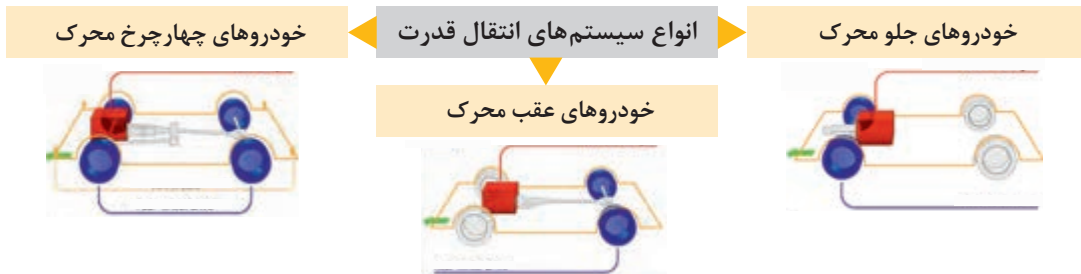 انواع سیستم‌های انتقال قدرت
خودروهای جلو محرک
خودروهای عقب محرک
خودروهای چهارچرخ محرک